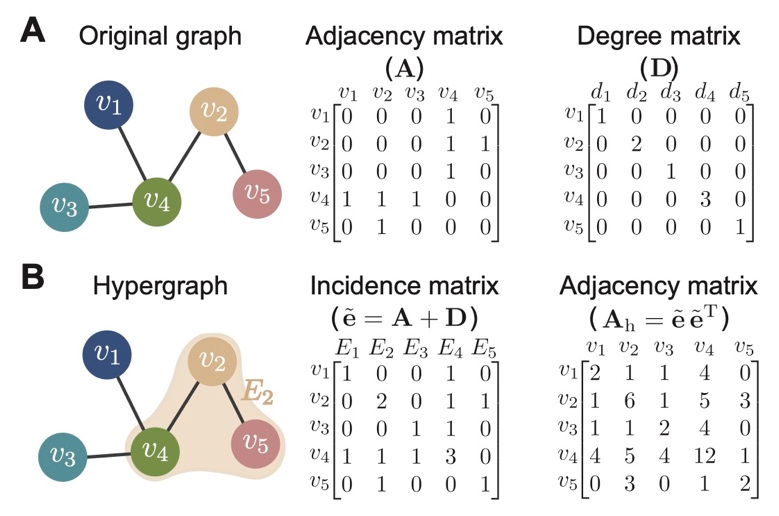 A
Original graph
Adjacency matrix
(A)
Degree matrix
(D)
v₁
v₂
v₃
v₄
v₅
v₁ v₂ v₃ v₄ v₅
v₁ 0 0 0 1 0
v₂ 0 0 0 1 1
v₃ 0 0 0 1 0
v₄ 1 1 1 0 0
v₅ 0 1 0 0 0
d₁ d₂ d₃ d₄ d₅
v₁ 1 0 0 0 0
v₂ 0 2 0 0 0
v₃ 0 0 1 0 0
v₄ 0 0 0 3 0
v₅ 0 0 0 0 1
B
Hypergraph
Incidence matrix
(ẽ = A + D)
Adjacency matrix
(Aₕ = ẽ ẽᵀ)
v₁
v₂
E₂
v₃
v₄
v₅
E₁ E₂ E₃ E₄ E₅
v₁ 1 0 0 1 0
v₂ 0 2 0 1 1
v₃ 0 0 1 1 0
v₄ 1 1 1 3 0
v₅ 0 1 0 0 1
v₁ v₂ v₃ v₄ v₅
v₁ 2 1 1 4 0
v₂ 1 6 1 5 3
v₃ 1 1 2 4 0
v₄ 4 5 4 12 1
v₅ 0 3 0 1 2